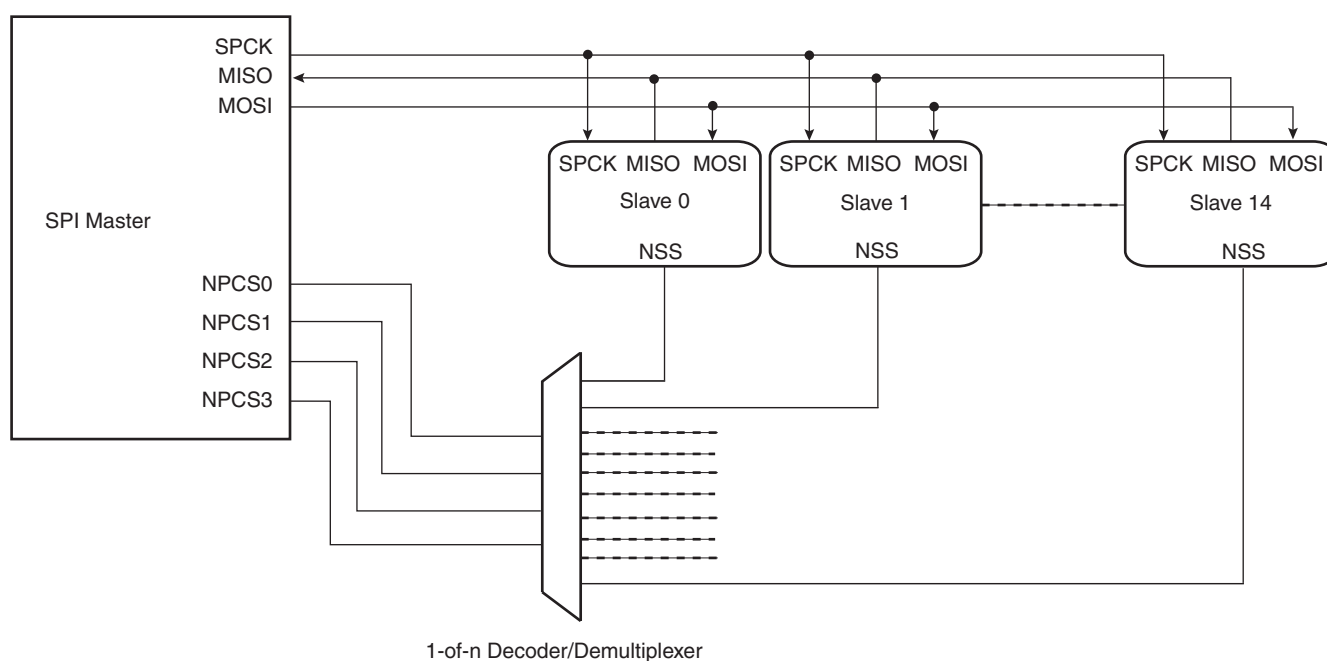 SPCK
MISO
MOSI
SPI Master
NPCS0
NPCS1
NPCS2
NPCS3
SPCK MISO MOSI
Slave 0
NSS
SPCK MISO MOSI
Slave 1
NSS
SPCK MISO MOSI
Slave 14
NSS
1-of-n Decoder/Demultiplexer